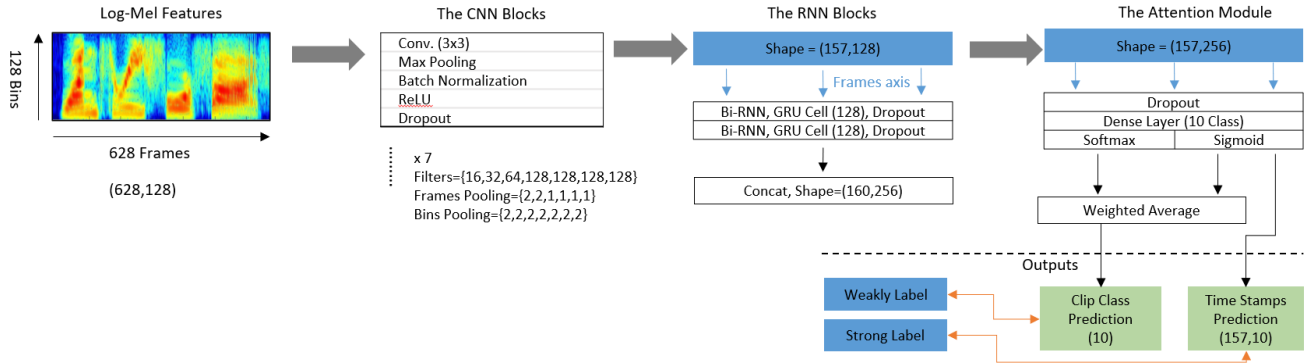 Log-Mel Features
128 Bins
628 Frames
(628,128)
The CNN Blocks
Conv. (3x3)
Max Pooling
Batch Normalization
ReLU
Dropout
x 7
Filters={16,32,64,128,128,128,128}
Frames Pooling={2,2,1,1,1,1}
Bins Pooling={2,2,2,2,2,2,2}
The RNN Blocks
Shape = (157,128)
Frames axis
Bi-RNN, GRU Cell (128), Dropout
Bi-RNN, GRU Cell (128), Dropout
Concat, Shape=(160,256)
The Attention Module
Shape = (157,256)
Dropout
Dense Layer (10 Class)
Softmax
Sigmoid
Weighted Average
Outputs
Weakly Label
Strong Label
Clip Class
Prediction
(10)
Time Stamps
Prediction
(157,10)